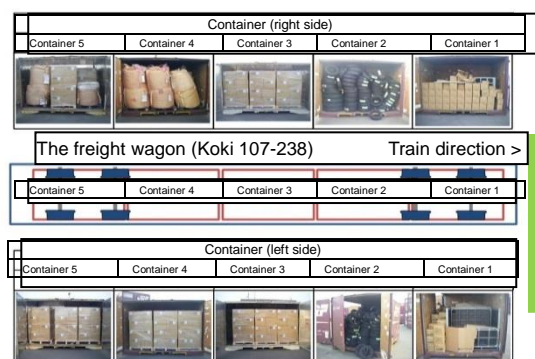 Container (right side)
Container 5 Container 4 Container 3 Container 2 Container 1
The freight wagon (Koki 107-238) Train direction >
Container 5 Container 4 Container 3 Container 2 Container 1
Container (left side)
Container 5 Container 4 Container 3 Container 2 Container 1